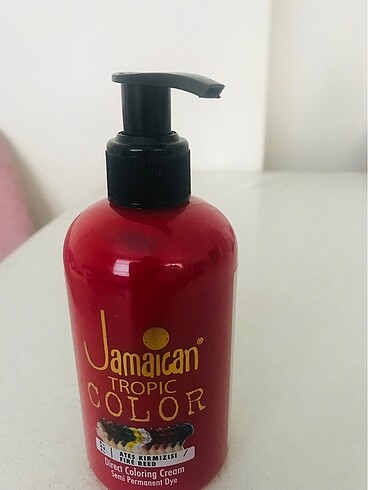 Jamaican®
TROPIC
COLOR
ATEŞ KIRMIZISI /
FIRE REED
Direct Coloring Cream
Semi Permanent Dye